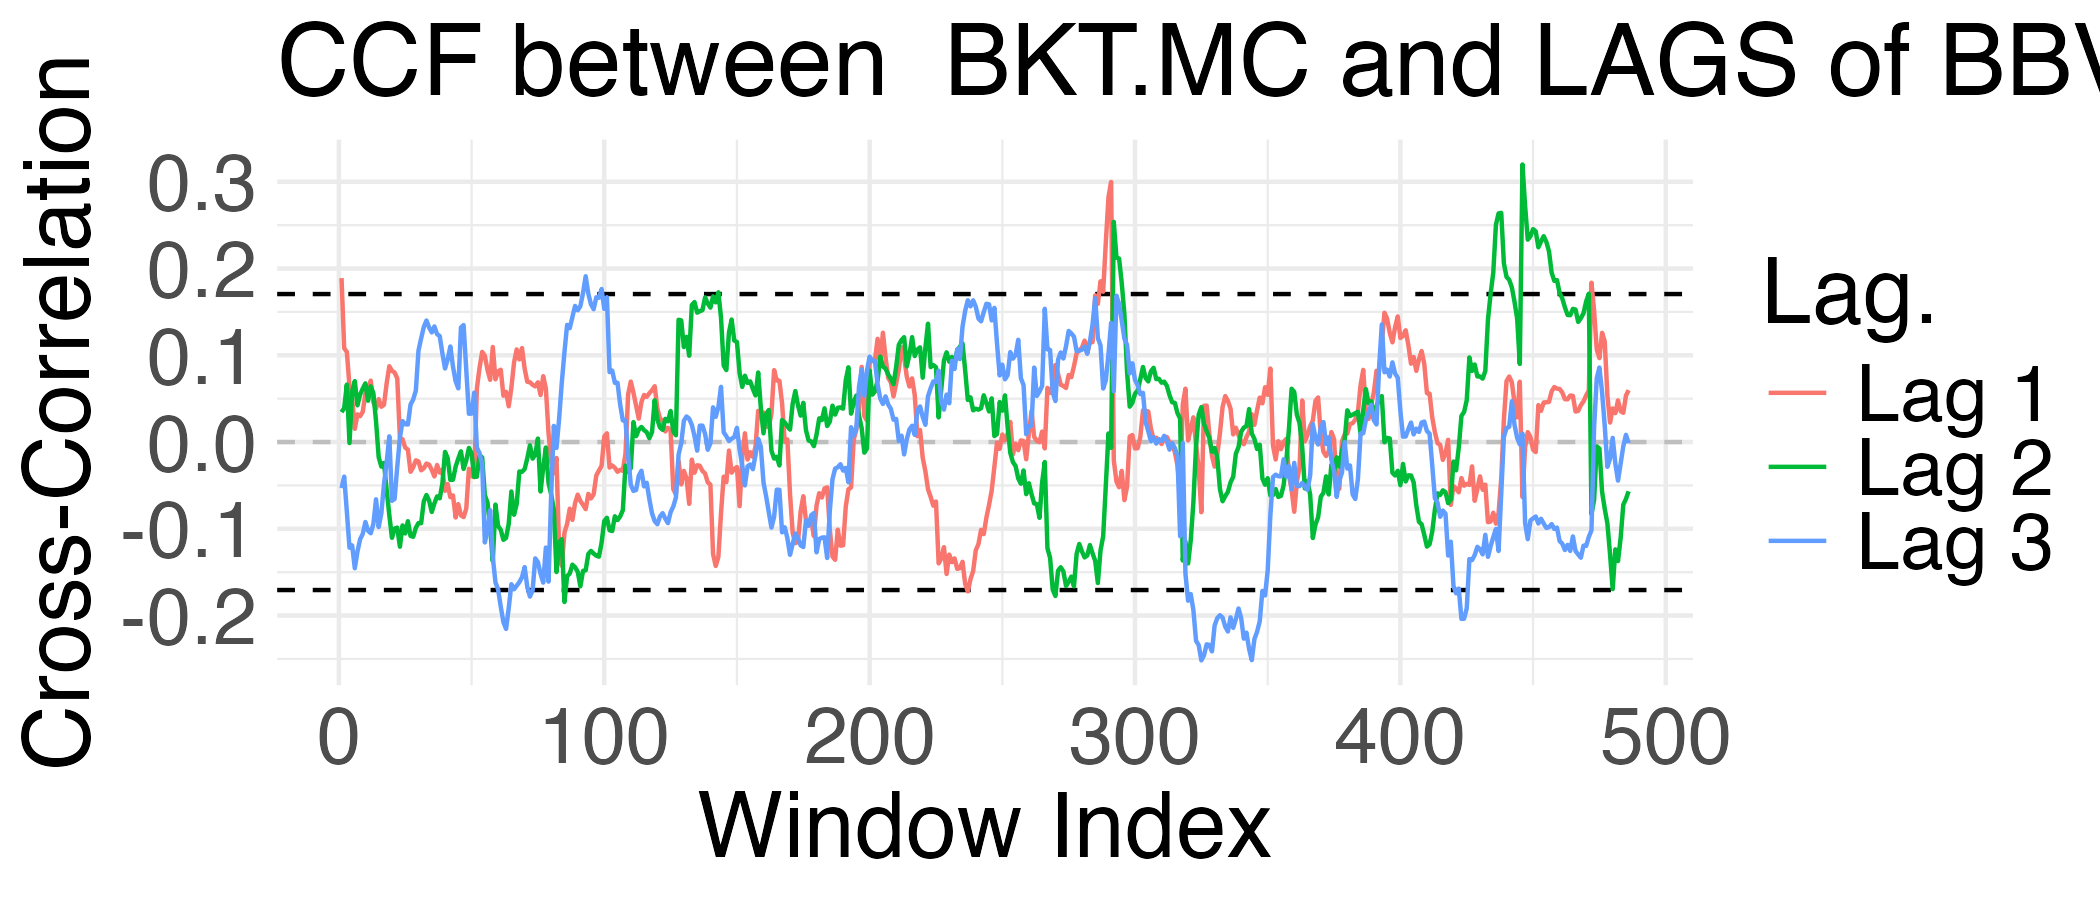 CCF between  BKT.MC and LAGS of BBV
Cross-Correlation
0.3
0.2
0.1
0.0
-0.1
-0.2
0 100 200 300 400 500
Window Index
Lag.
Lag 1
Lag 2
Lag 3